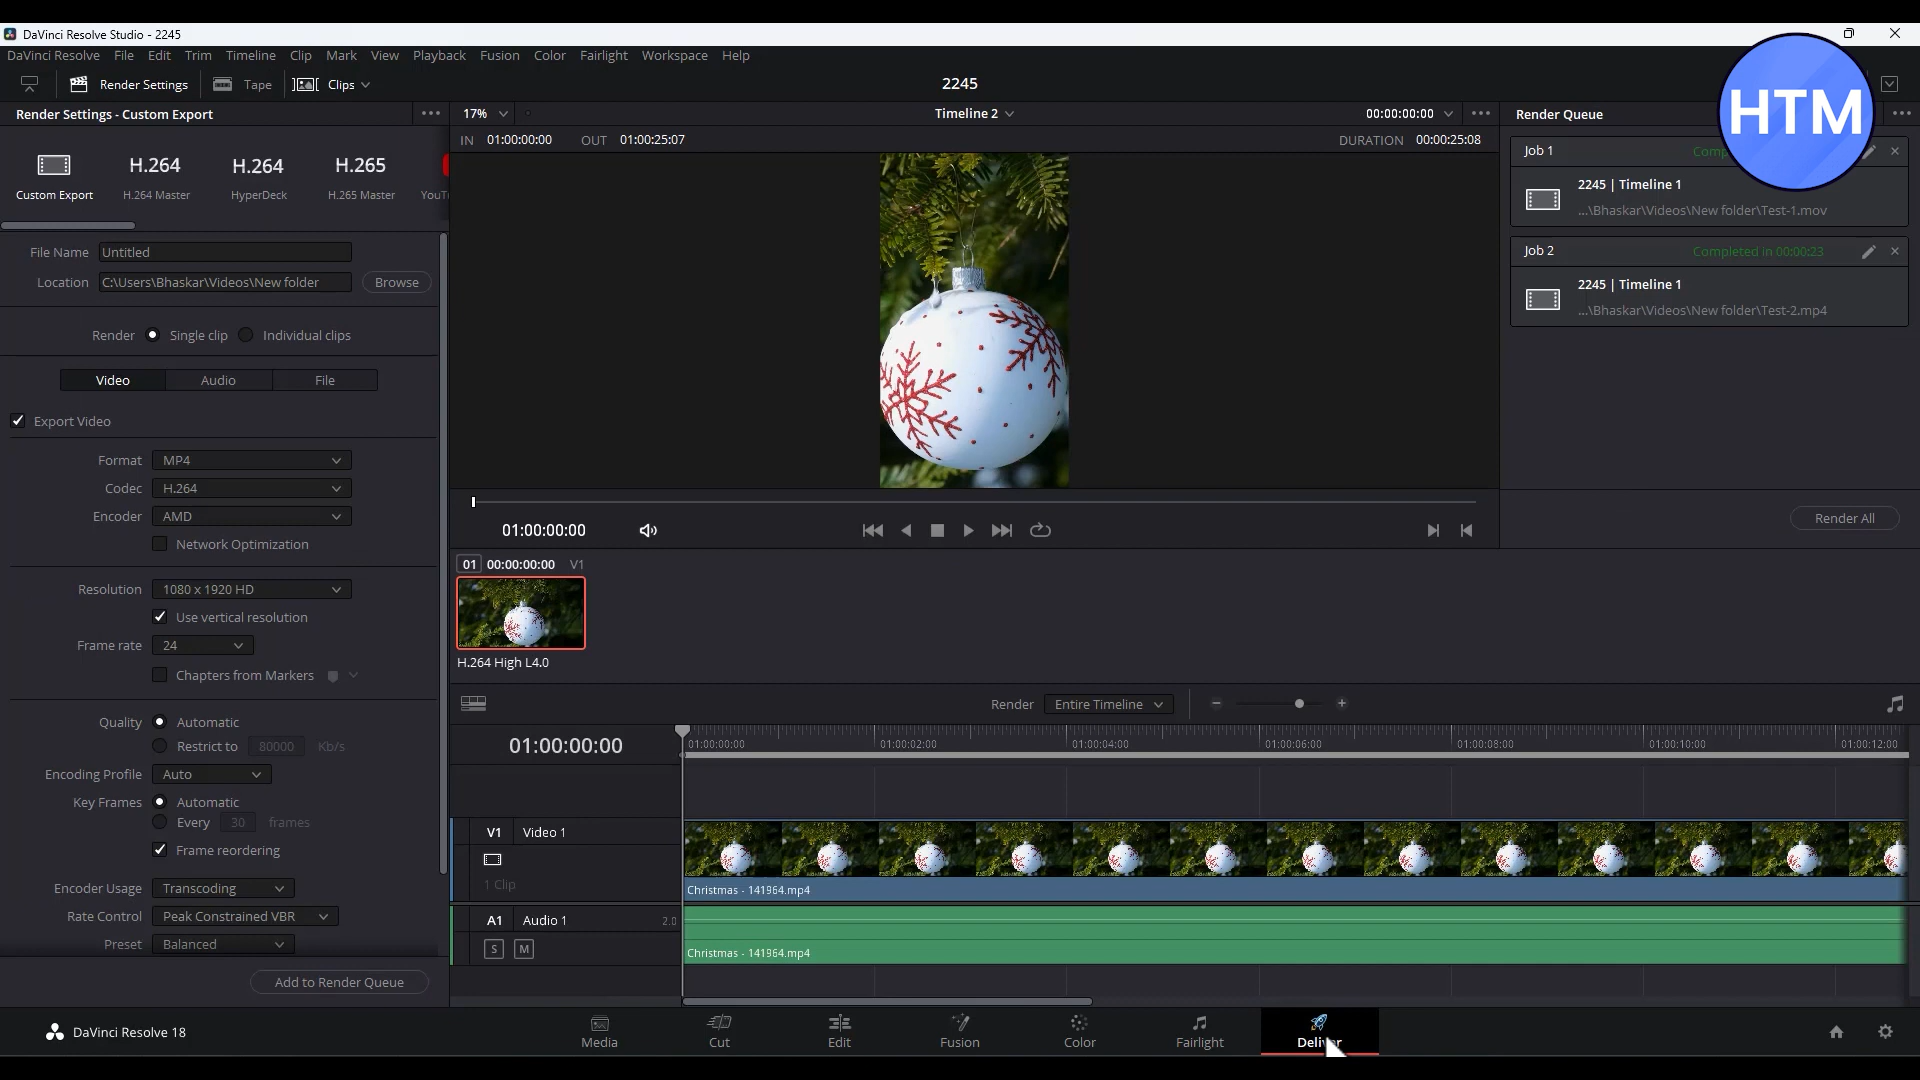 DaVinci Resolve Studio - 2245
DaVinci Resolve File Edit Trim Timeline Clip Mark View Playback Fusion Color Fairlight Workspace Help
Render Settings Tape Clips 2245
HTM
Render Settings - Custom Export
17% Timeline 2 00:00:00:00
Render Queue
IN 01:00:00:00 OUT 01:00:25:07 DURATION 00:00:25:08
H.264 H.264 H.265
Custom Export H.264 Master HyperDeck H.265 Master
File Name Untitled
Location C:\Users\Bhaskar\Videos\New folder Browse
Render Single clip Individual clips
Video Audio File
Export Video
Format MP4
Codec H.264
Encoder AMD
Network Optimization
Resolution 1080 x 1920 HD
Use vertical resolution
Frame rate 24
Chapters from Markers
Quality Automatic
Restrict to 80000 Kb/s
Encoding Profile Auto
Key Frames Automatic
Every 30 frames
Frame reordering
Encoder Usage Transcoding
Rate Control Peak Constrained VBR
Preset Balanced
Add to Render Queue
Job 1
2245 | Timeline 1
...\Bhaskar\Videos\New folder\Test-1.mov
Job 2 Completed in 00:00:23
2245 | Timeline 1
...\Bhaskar\Videos\New folder\Test-2.mp4
Render All
01:00:00:00
01 00:00:00:00 V1
H.264 High L4.0
Render Entire Timeline
01:00:00:00
01:00:00:00 01:00:02:00 01:00:04:00 01:00:06:00 01:00:08:00 01:00:10:00 01:00:12:00
V1 Video 1
1 Clip
Christmas - 141964.mp4
A1 Audio 1 2.0
S M
Christmas - 141964.mp4
DaVinci Resolve 18
Media Cut Edit Fusion Color Fairlight Deliver